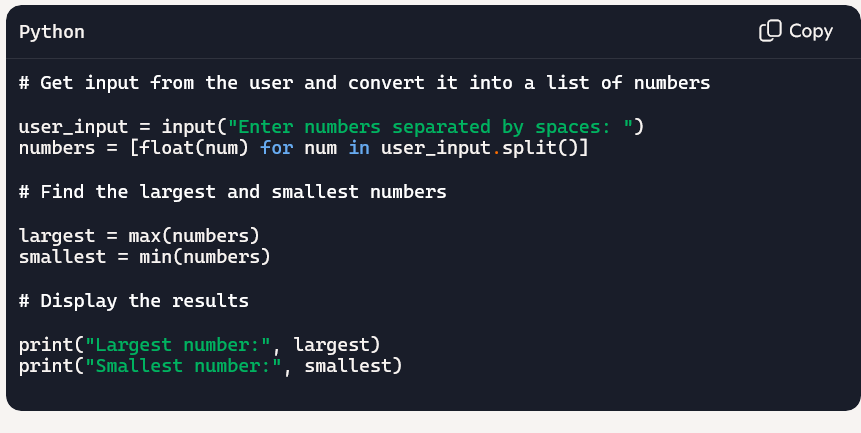 Python
Copy
# Get input from the user and convert it into a list of numbers
user_input = input("Enter numbers separated by spaces: ")
numbers = [float(num) for num in user_input.split()]
# Find the largest and smallest numbers
largest = max(numbers)
smallest = min(numbers)
# Display the results
print("Largest number:", largest)
print("Smallest number:", smallest)